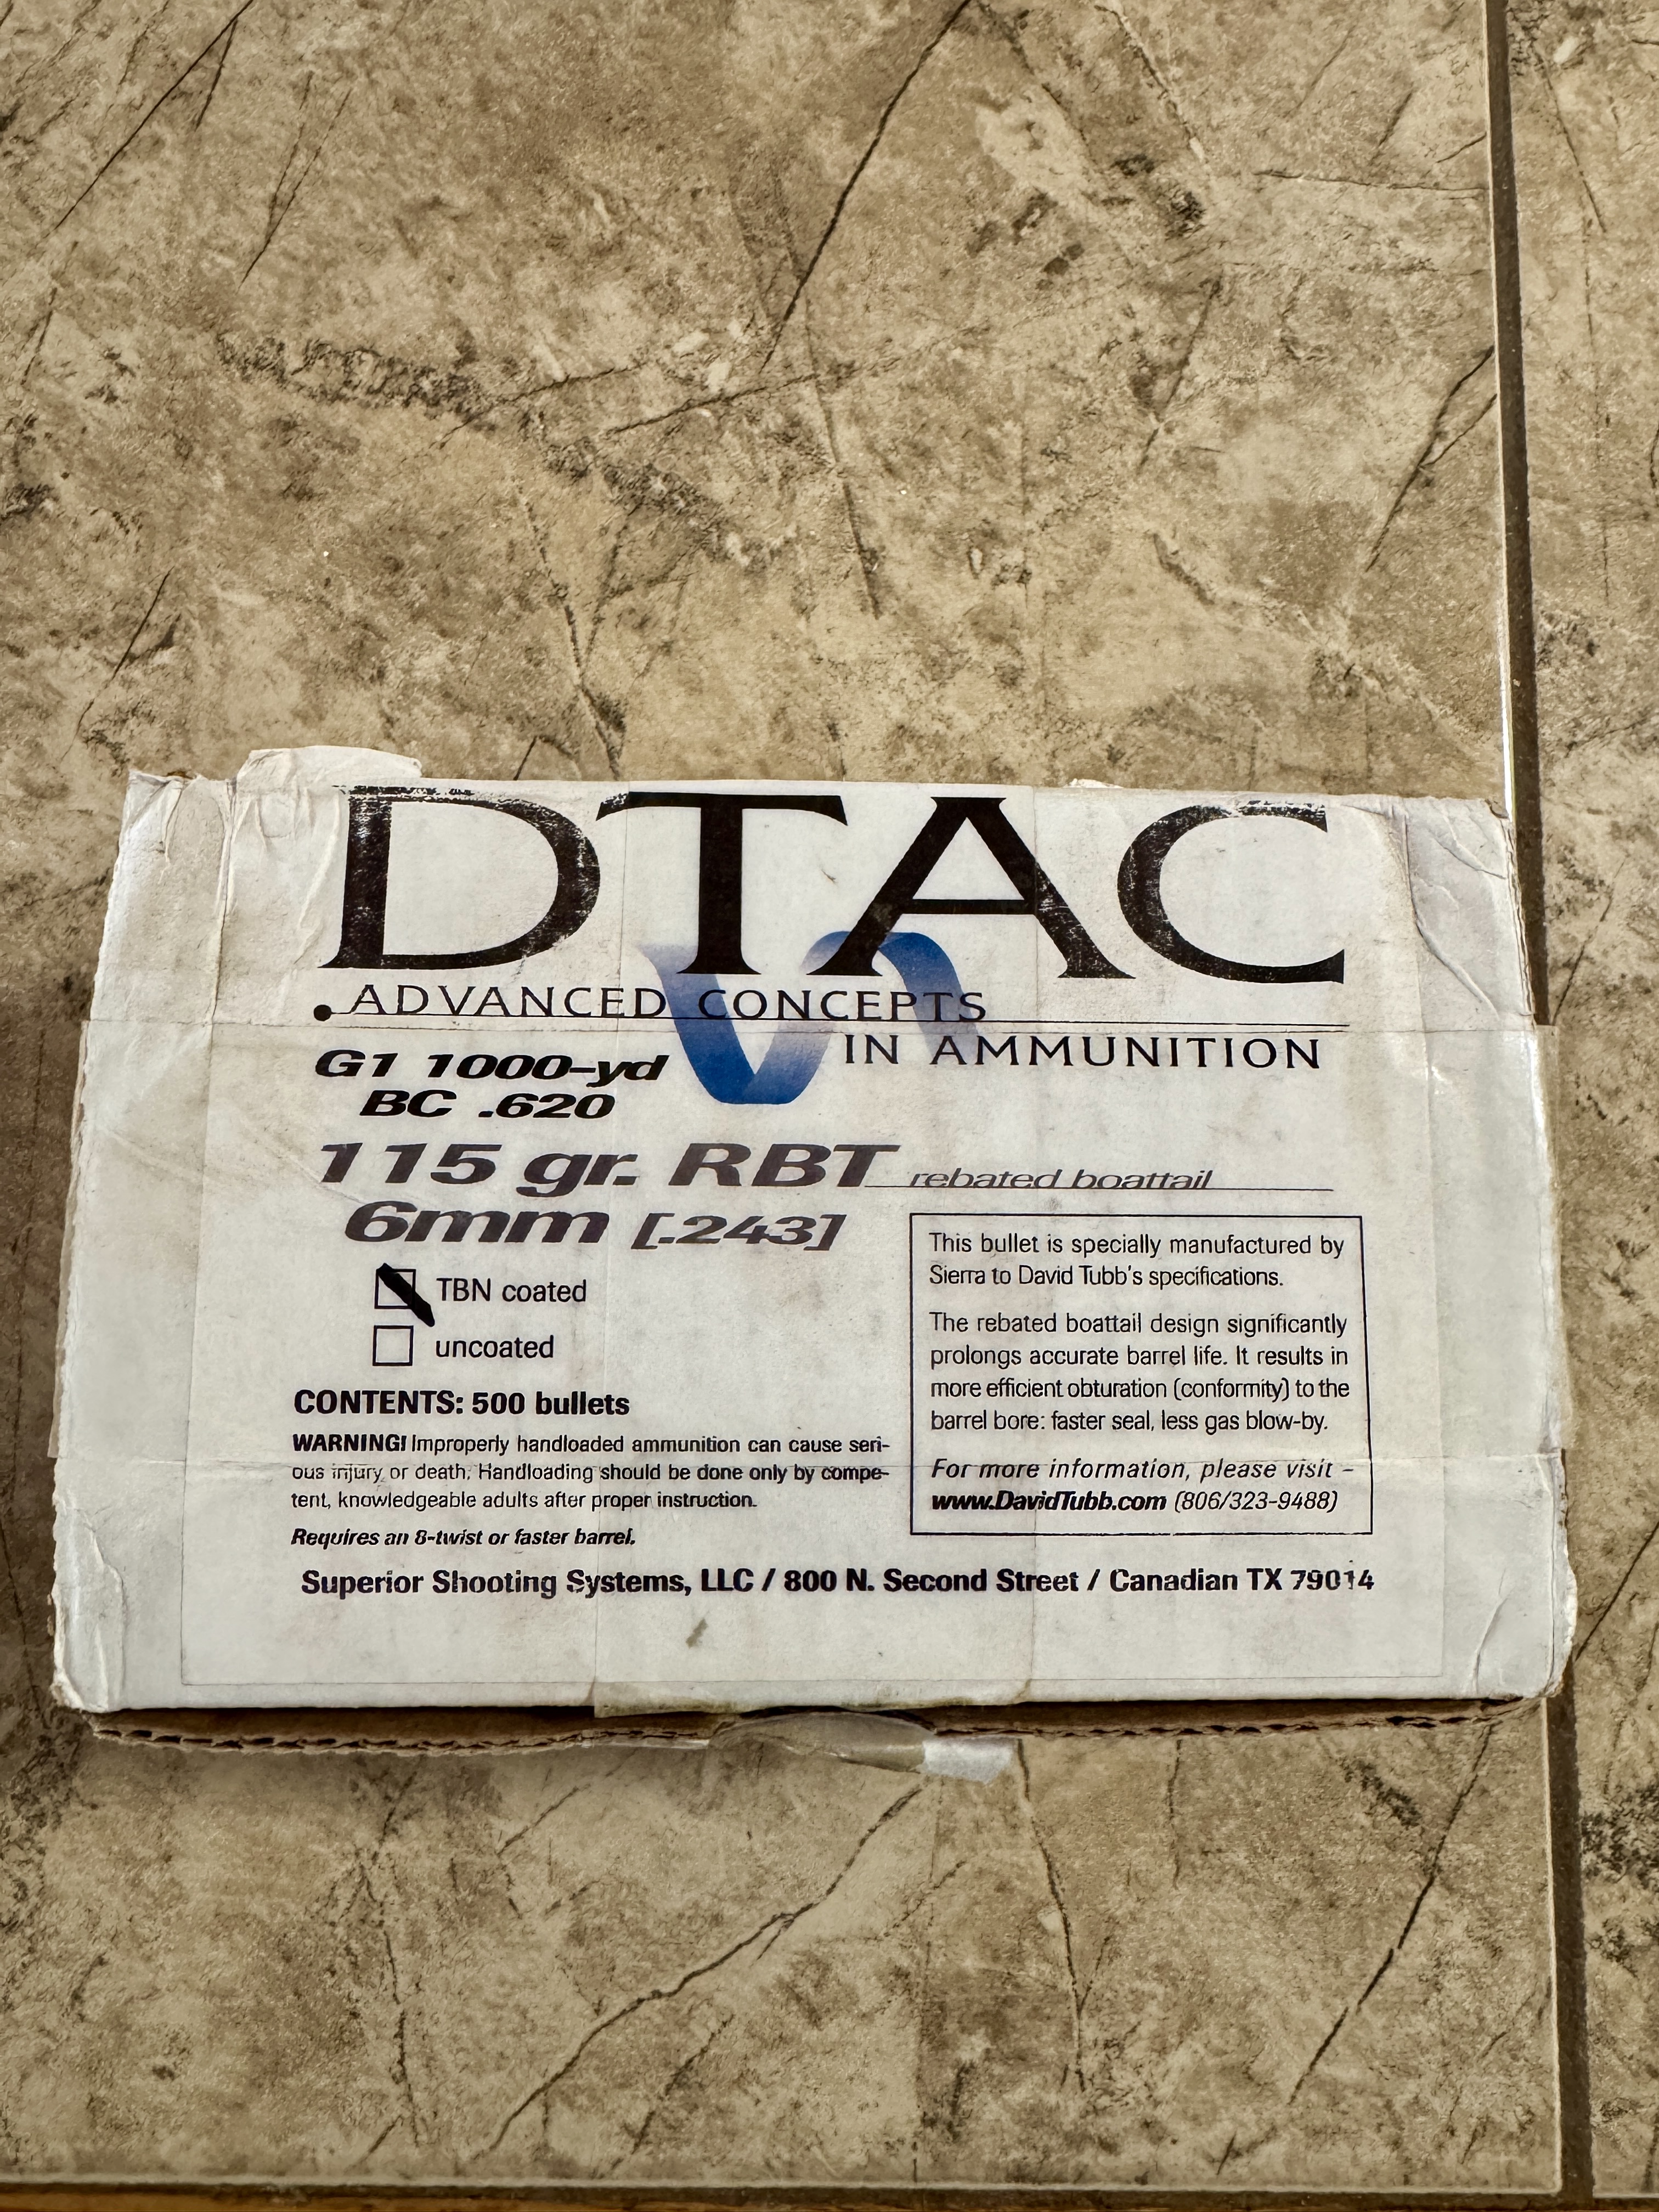 DTAC
ADVANCED CONCEPTS
IN AMMUNITION
G1 1000-yd
BC .620
115 gr. RBT rebated boattail
6mm [.243]
TBN coated
uncoated
CONTENTS: 500 bullets
WARNING! Improperly handloaded ammunition can cause seri-
ous injury or death. Handloading should be done only by compe-
tent, knowledgeable adults after proper instruction.
Requires an 8-twist or faster barrel.
This bullet is specially manufactured by
Sierra to David Tubb's specifications.
The rebated boattail design significantly
prolongs accurate barrel life. It results in
more efficient obturation (conformity) to the
barrel bore: faster seal, less gas blow-by.
For more information, please visit –
www.DavidTubb.com (806/323-9488)
Superior Shooting Systems, LLC / 800 N. Second Street / Canadian TX 79014